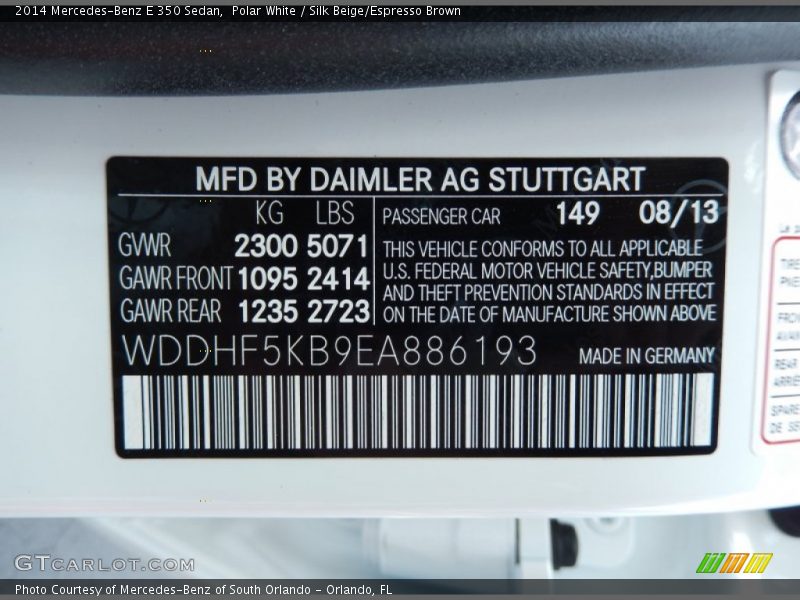 2014 Mercedes-Benz E 350 Sedan, Polar White / Silk Beige/Espresso Brown
MFD BY DAIMLER AG STUTTGART
KG LBS
GVWR 2300 5071
GAWR FRONT 1095 2414
GAWR REAR 1235 2723
PASSENGER CAR 149 08/13
THIS VEHICLE CONFORMS TO ALL APPLICABLE
U.S. FEDERAL MOTOR VEHICLE SAFETY,BUMPER
AND THEFT PREVENTION STANDARDS IN EFFECT
ON THE DATE OF MANUFACTURE SHOWN ABOVE
WDDHF5KB9EA886193 MADE IN GERMANY
REAR
DE
GTCARLOT.COM
Photo Courtesy of Mercedes-Benz of South Orlando - Orlando, FL